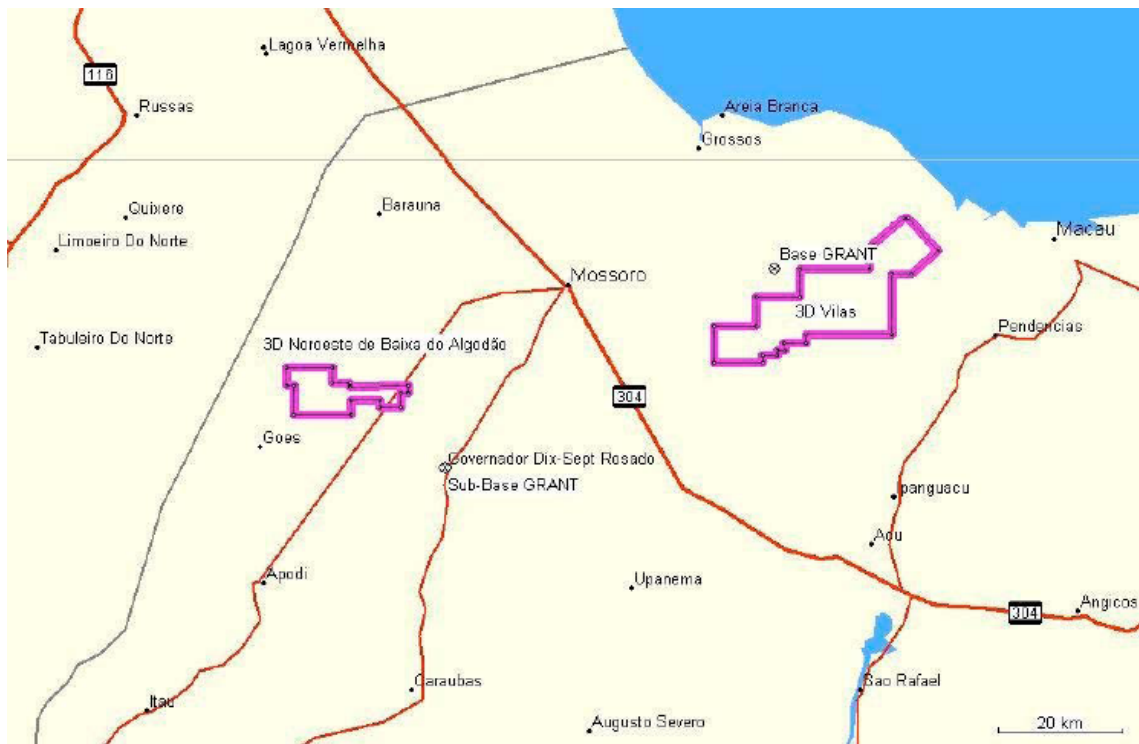 Lagoa Vermelha
116
Russas
Areia Branca
Grossos
Quixere
Barauna
Limoeiro Do Norte
Macau
Base GRANT
Mossoro
3D Vilas
Pendencias
Tabuleiro Do Norte
3D Noroeste de Baixa do Algodão
304
Goes
Governador Dix-Sept Rosado
Sub-Base GRANT
Ipanguacu
Acu
Apodi
Upanema
Angicos
304
Caraubas
Sao Rafael
Itau
Augusto Severo
20 km